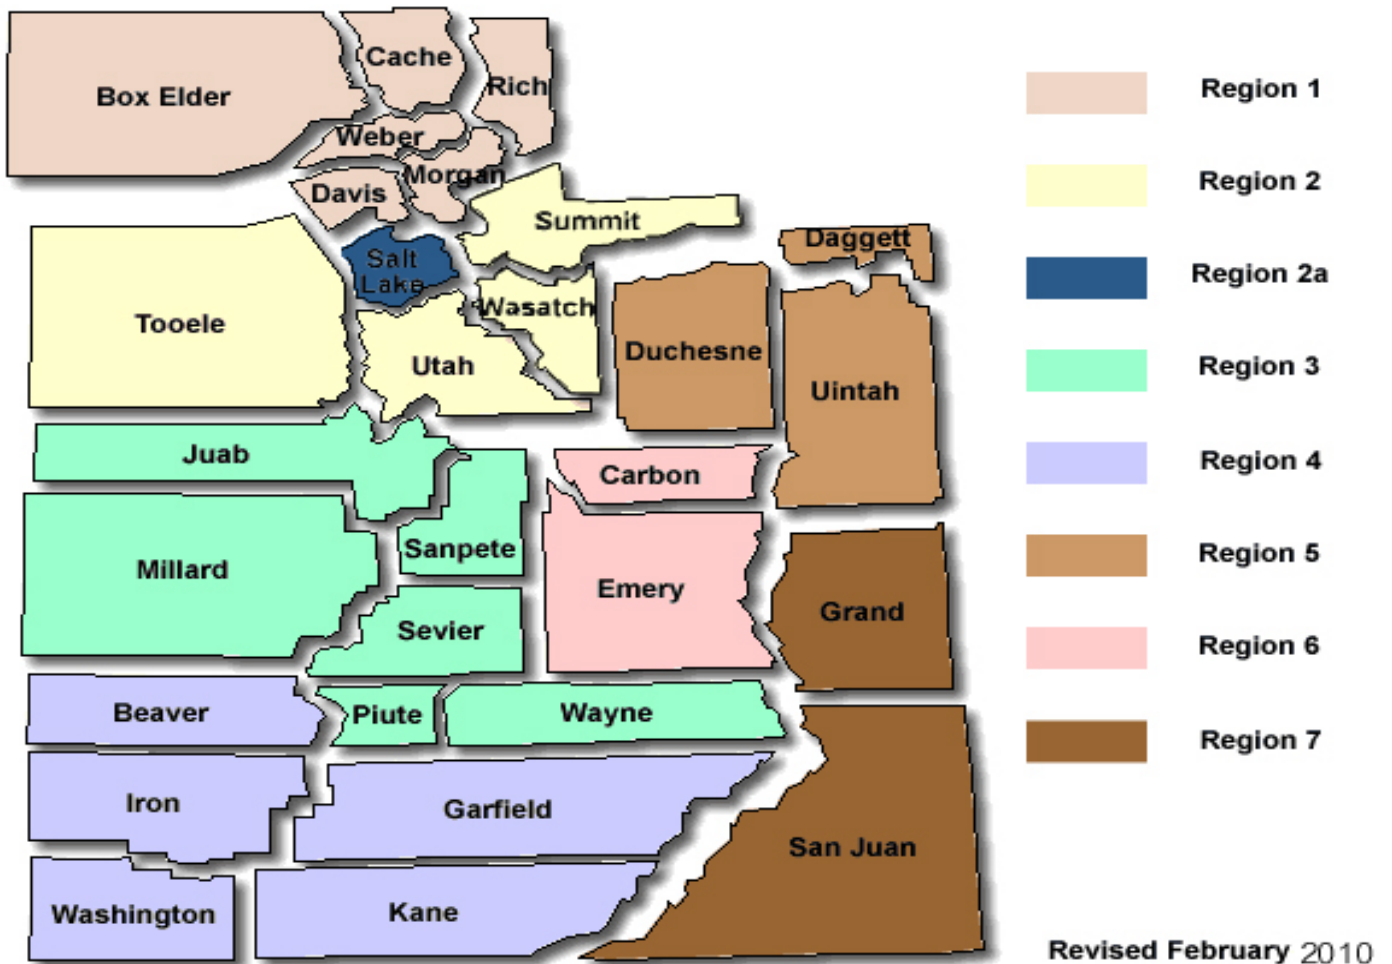 Cache
Rich
Box Elder
Weber
Morgan
Davis
Summit
Daggett
Salt
Lake
Wasatch
Tooele
Utah
Duchesne
Uintah
Juab
Carbon
Sanpete
Millard
Emery
Sevier
Grand
Beaver
Piute
Wayne
Iron
Garfield
San Juan
Washington
Kane
Region 1
Region 2
Region 2a
Region 3
Region 4
Region 5
Region 6
Region 7
Revised February 2010